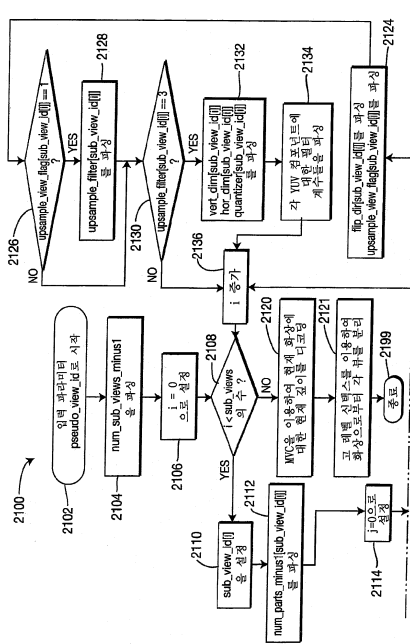 2100
2102
입력 파라미터
pseudo_view_id로 시작
2104
num_sub_views_minus1
을 파싱
2106
i = 0
으로 설정
2108
i < sub_views
의 수 ?
YES
NO
2110
sub_view_id[i]
을 설정
2112
num_parts_minus1[sub_view_id[i]]
를 파싱
2114
j=0으로
설정
2120
MVC을 이용하여 현재 화상에
대한 현재 깊이를 디코딩
2121
고 레벨 신택스를 이용하여
화상으로부터 각 뷰를 분리
2199
종료
2136
i 증가
2126
upsample_view_flag[sub_view_id[i]] == 1
?
NO
YES
2128
upsample_filter[sub_view_id[i]]
를 파싱
2130
upsample_filter[sub_view_id[i]] == 3
?
NO
YES
2132
vert_dim[sub_view_id[i]]
hor_dim[sub_view_id[i]]
quantizer[sub_view_id[i]]
를 파싱
2134
각 YUV 컴포넌트에
대한 필터
계수들을 파싱
2124
flip_dir[sub_view_id[i]]를 파싱
upsample_view_flag[sub_view_id[i]]를 파싱